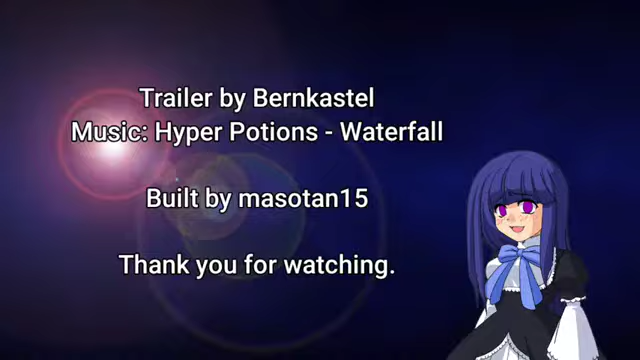 Trailer by Bernkastel
Music: Hyper Potions - Waterfall
Built by masotan15
Thank you for watching.